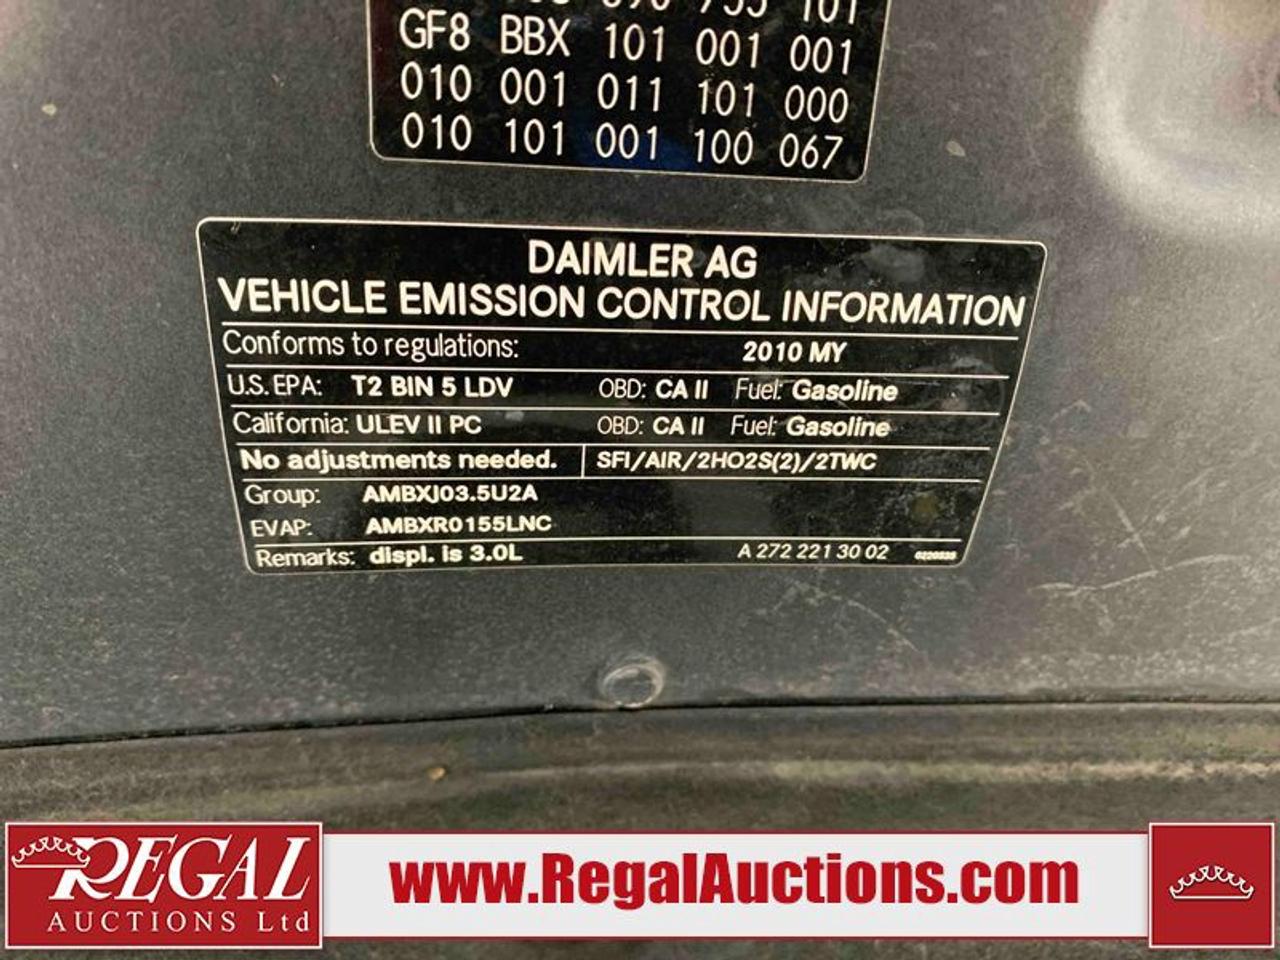 101
GF8 BBX 101 001 001
010 001 011 101 000
010 101 001 100 067
DAIMLER AG
VEHICLE EMISSION CONTROL INFORMATION
Conforms to regulations: 2010 MY
U.S. EPA: T2 BIN 5 LDV OBD: CA II Fuel: Gasoline
California: ULEV II PC OBD: CA II Fuel: Gasoline
No adjustments needed. SFI/AIR/2HO2S(2)/2TWC
Group: AMBXJ03.5U2A
EVAP: AMBXR0155LNC
Remarks: displ. is 3.0L A 272 221 30 02
REGAL
AUCTIONS Ltd
www.RegalAuctions.com